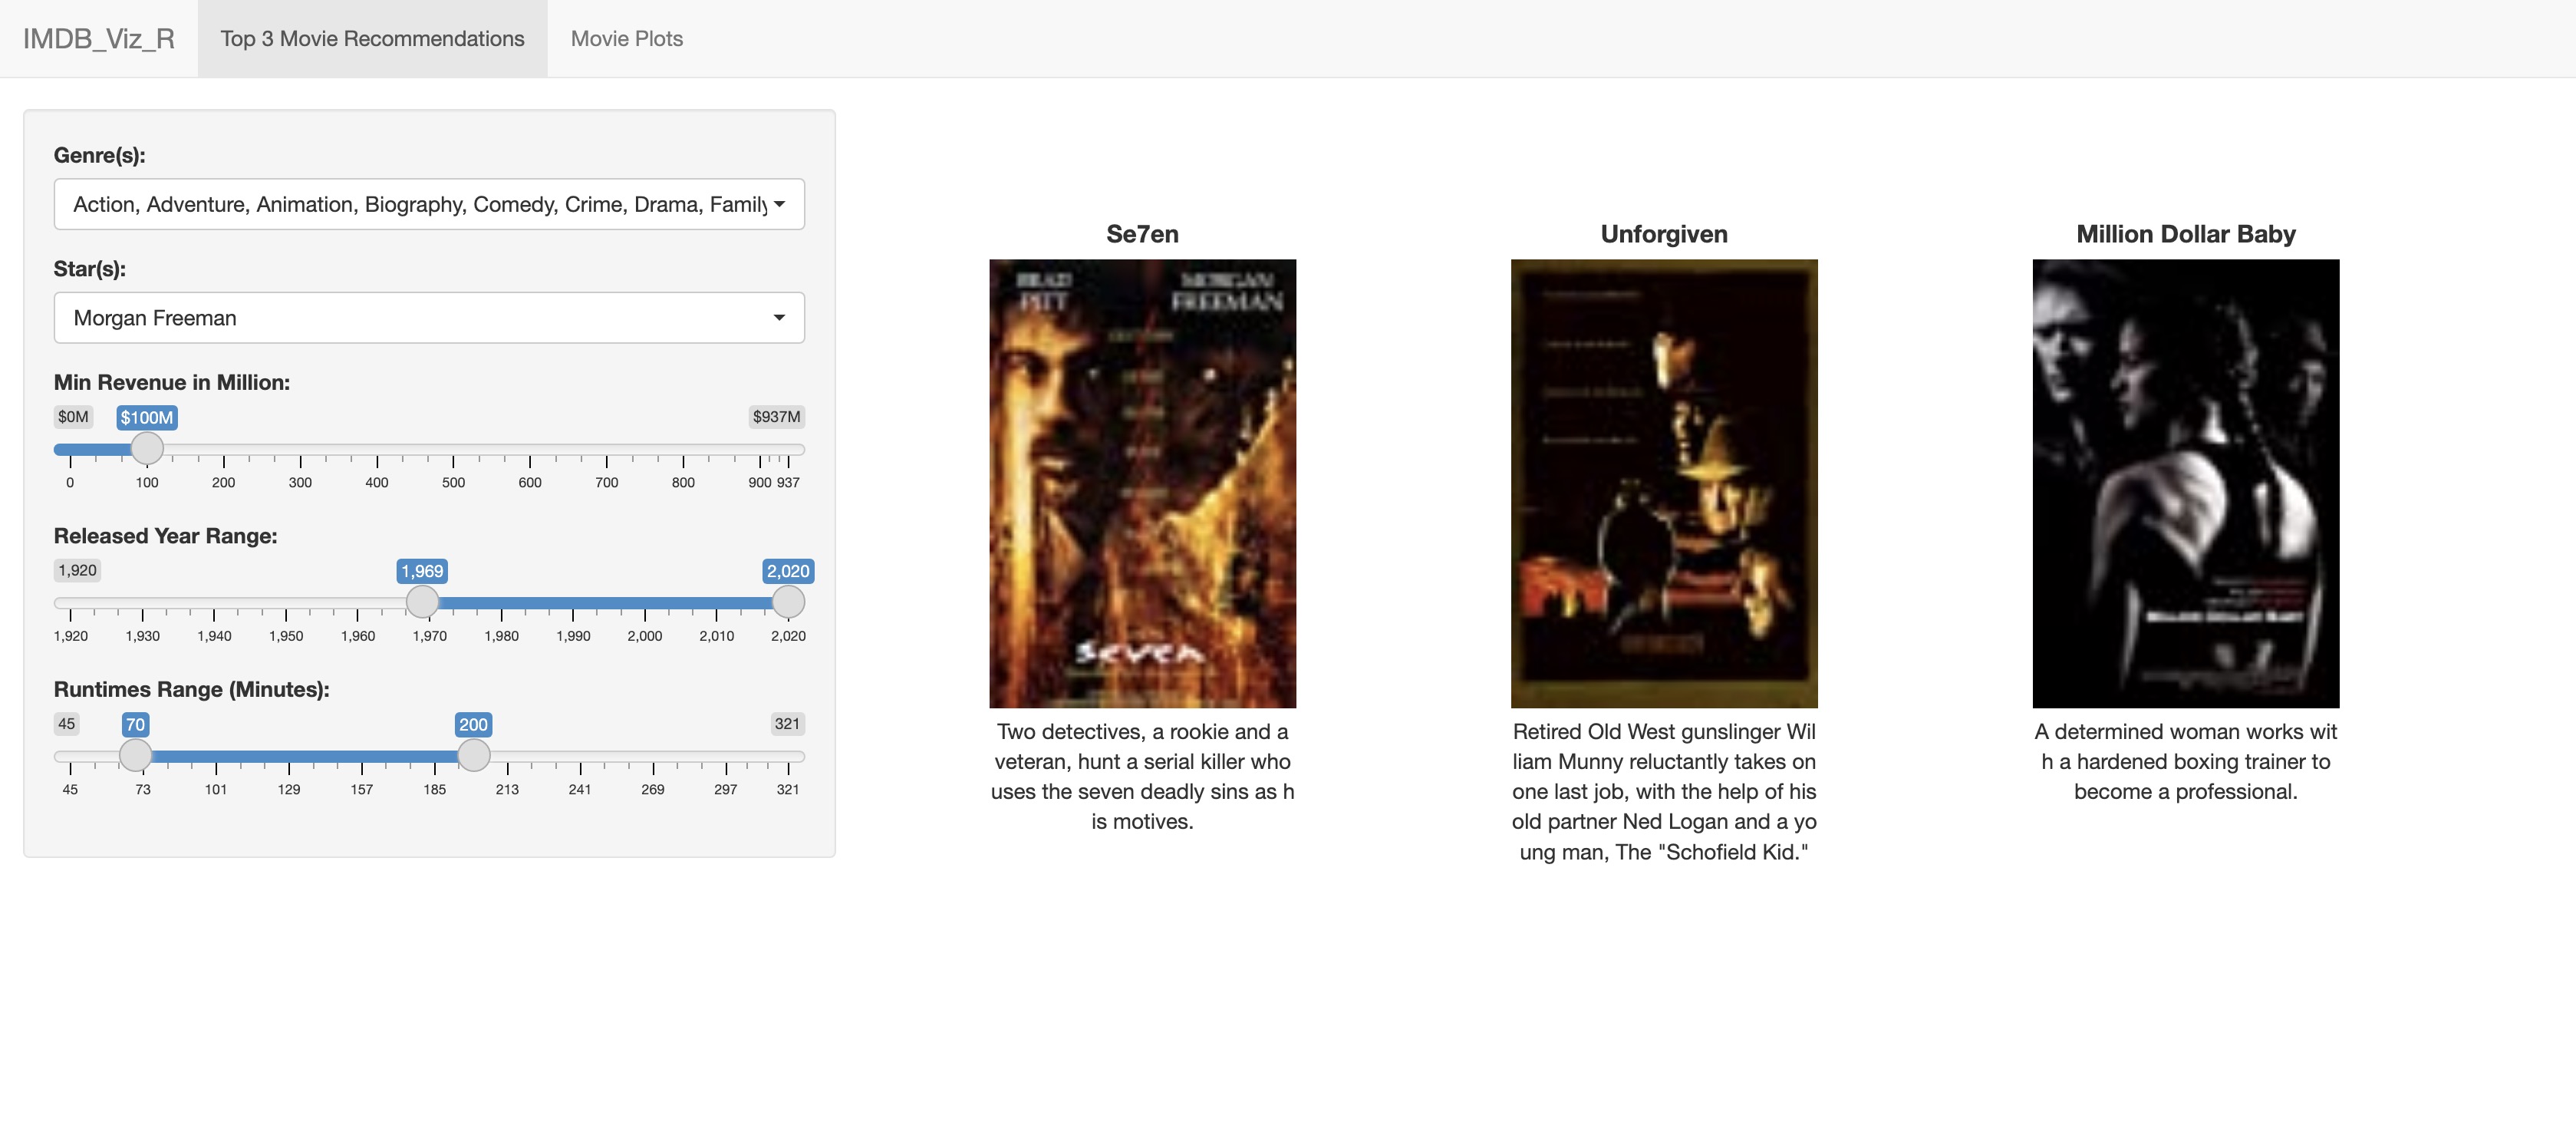 IMDB_Viz_R
Top 3 Movie Recommendations
Movie Plots
Genre(s):
Action, Adventure, Animation, Biography, Comedy, Crime, Drama, Family
Star(s):
Morgan Freeman
Min Revenue in Million:
$0M $100M $937M
0 100 200 300 400 500 600 700 800 900 937
Released Year Range:
1,920 1,969 2,020
1,920 1,930 1,940 1,950 1,960 1,970 1,980 1,990 2,000 2,010 2,020
Runtimes Range (Minutes):
45 70 200 321
45 73 101 129 157 185 213 241 269 297 321
Se7en
BRAD
PITT
MORGAN
FREEMAN
SEVEN
Two detectives, a rookie and a
veteran, hunt a serial killer who
uses the seven deadly sins as h
is motives.
Unforgiven
Retired Old West gunslinger Wil
liam Munny reluctantly takes on
one last job, with the help of his
old partner Ned Logan and a yo
ung man, The "Schofield Kid."
Million Dollar Baby
MILLION DOLLAR BABY
A determined woman works wit
h a hardened boxing trainer to
become a professional.